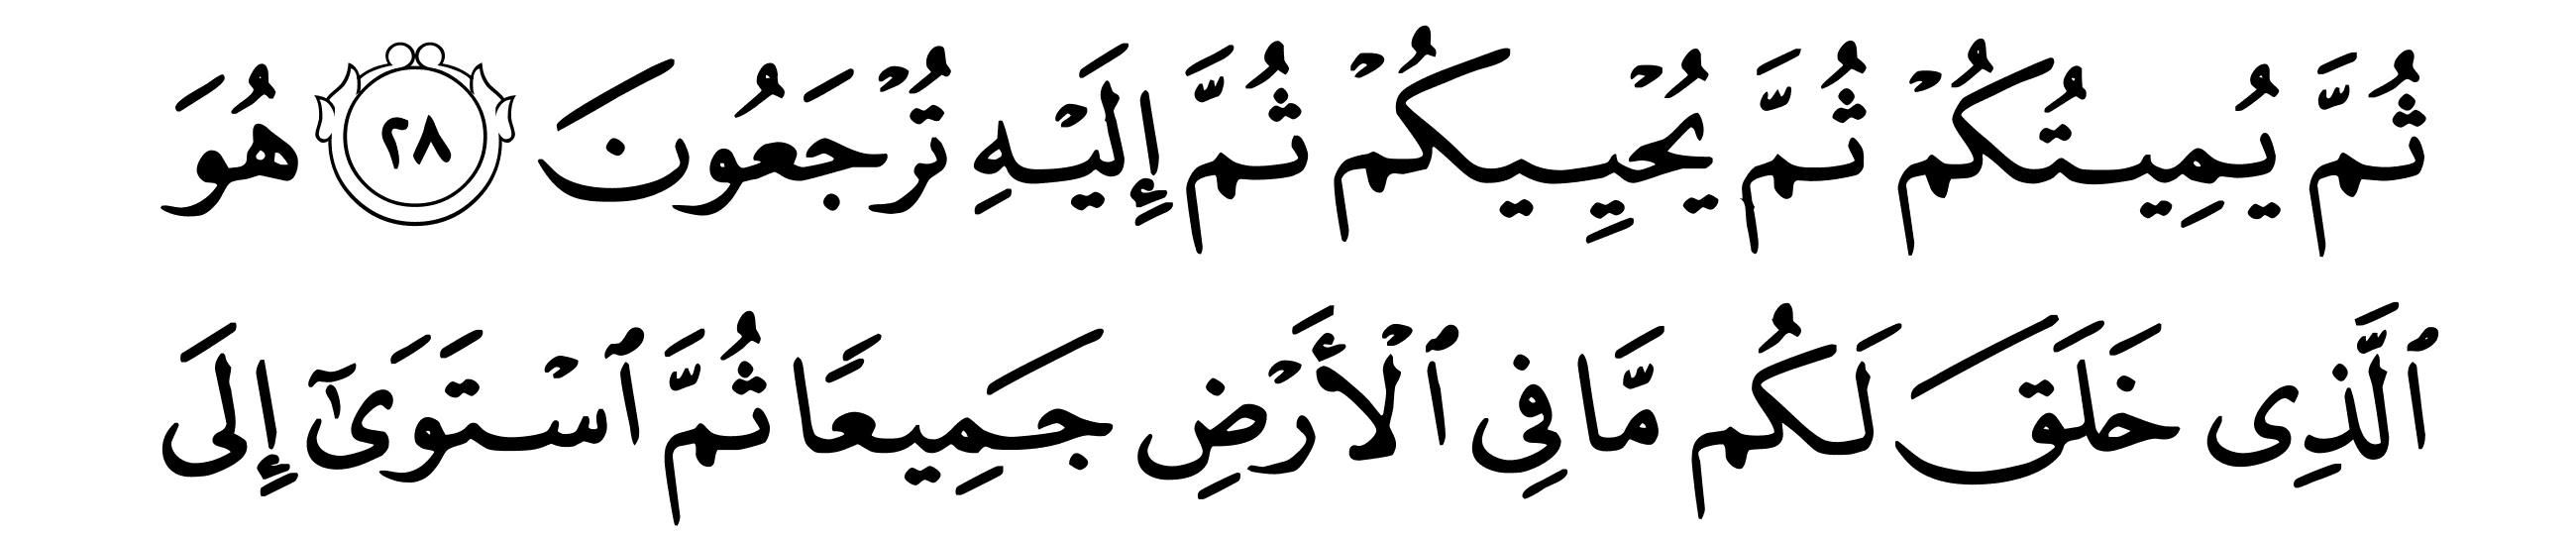 ثُمَّ يُمِيتُكُمْ ثُمَّ يُحْيِيكُمْ ثُمَّ إِلَيْهِ تُرْجَعُونَ ٢٨ هُوَ
ٱلَّذِى خَلَقَ لَكُم مَّا فِى ٱلْأَرْضِ جَمِيعًا ثُمَّ ٱسْتَوَىٰٓ إِلَى